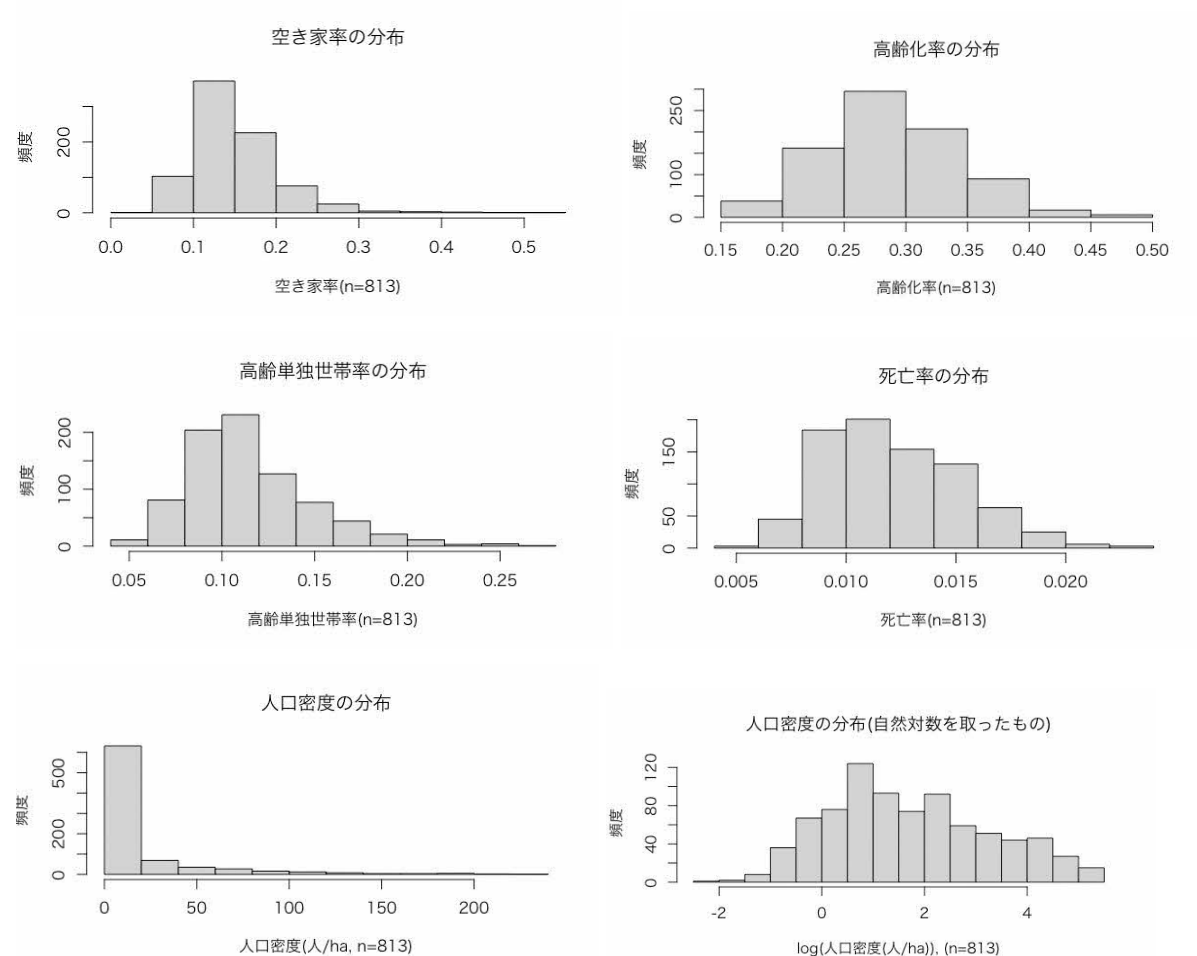 空き家率の分布
頻度
0 200
0.0 0.1 0.2 0.3 0.4 0.5
空き家率(n=813)
高齢化率の分布
頻度
0 100 250
0.15 0.20 0.25 0.30 0.35 0.40 0.45 0.50
高齢化率(n=813)
高齢単独世帯率の分布
頻度
0 100 200
0.05 0.10 0.15 0.20 0.25
高齢単独世帯率(n=813)
死亡率の分布
頻度
0 50 150
0.005 0.010 0.015 0.020
死亡率(n=813)
人口密度の分布
頻度
0 200 500
0 50 100 150 200
人口密度(人/ha, n=813)
人口密度の分布(自然対数を取ったもの)
頻度
0 40 80 120
-2 0 2 4
log(人口密度(人/ha)), (n=813)